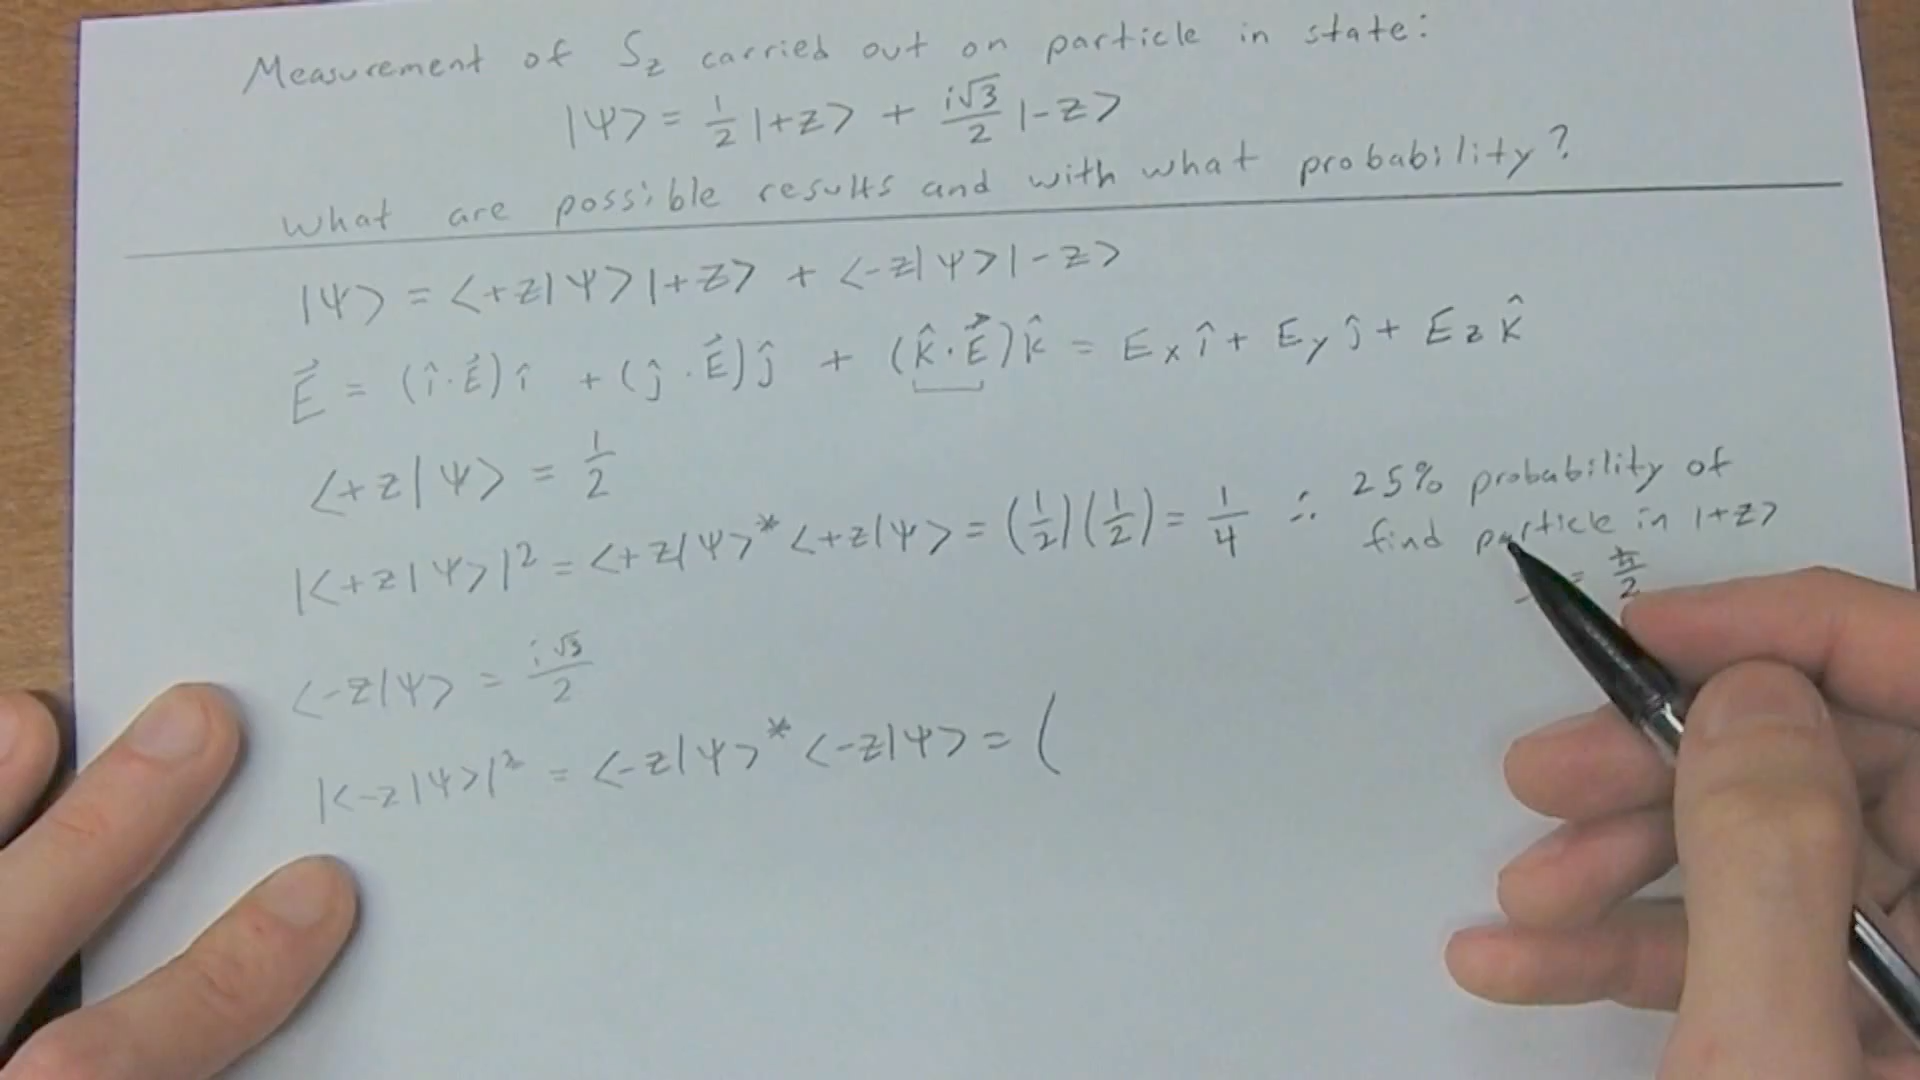 Measurement of S_z carried out on particle in state:
|Ψ> = 1/2 |+z> + i√3/2 |-z>
what are possible results and with what probability?
|Ψ> = <+z|Ψ>|+z> + <-z|Ψ>|-z>
E⃗ = (î·E⃗)î + (ĵ·E⃗)ĵ + (k̂·E⃗)k̂ = E_x î + E_y ĵ + E_z k̂
<+z|Ψ> = 1/2
|<+z|Ψ>|² = <+z|Ψ>* <+z|Ψ> = (1/2)(1/2) = 1/4 ∴ 25% probability of
find particle in |+z>
= ħ/2
<-z|Ψ> = i√3/2
|<-z|Ψ>|² = <-z|Ψ>* <-z|Ψ> = (